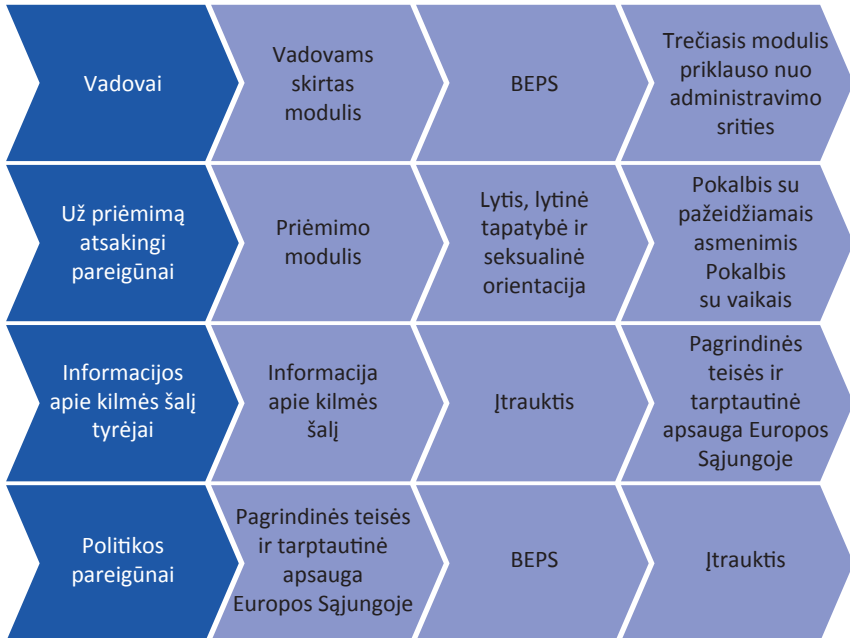 Vadovai
Vadovams
skirtas
modulis
BEPS
Trečiasis modulis
priklauso nuo
administravimo
srities
Už priėmimą
atsakingi
pareigūnai
Priėmimo
modulis
Lytis, lytinė
tapatybė ir
seksualinė
orientacija
Pokalbis su
pažeidžiamais
asmenimis
Pokalbis
su vaikais
Informacijos
apie kilmės šalį
tyrėjai
Informacija
apie kilmės
šalį
Įtrauktis
Pagrindinės
teisės ir
tarptautinė
apsauga Europos
Sąjungoje
Politikos
pareigūnai
Pagrindinės teisės
ir tarptautinė
apsauga
Europos Sąjungoje
BEPS
Įtrauktis